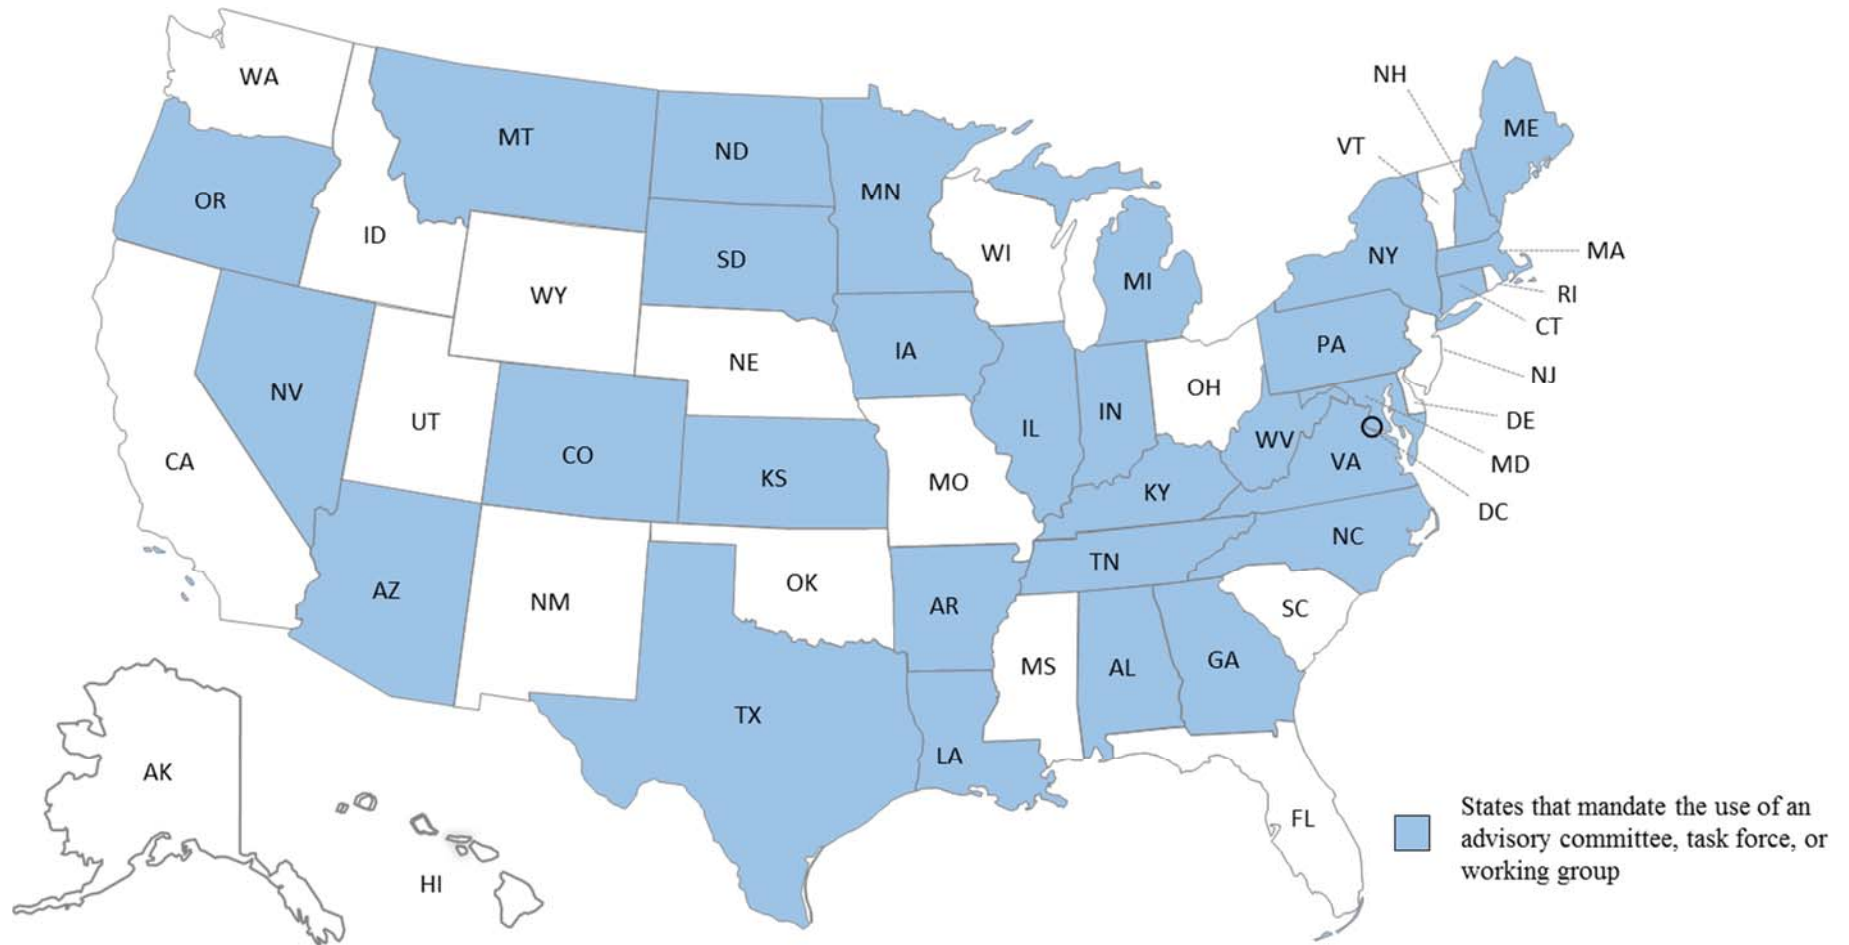 WA
NH
ME
MT
VT
ND
MN
OR
ID
WI
NY
MA
SD
MI
WY
RI
CT
IA
PA
NE
NJ
NV
OH
UT
IN
IL
DE
WV
CO
CA
VA
MD
KS
MO
KY
DC
NC
TN
OK
AZ
NM
AR
SC
MS
AL
GA
TX
LA
AK
FL
HI
States that mandate the use of an
advisory committee, task force, or
working group